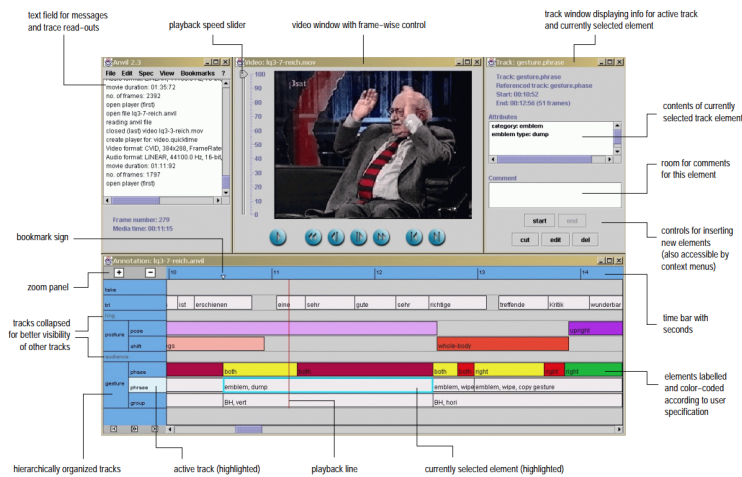 text field for messages
and trace read–outs
playback speed slider
video window with frame–wise control
track window displaying info for active track
and currently selected element
Anvil 2.3
File Edit Spec View Bookmarks ?
movie duration: 01:35:72
no. of frames: 2392
open player (first)
open file lq3-7-reich.anvil
reading anvil file
closed (last) video lq3-3-reich.mov
create player for: video.quicktime
Video format: CVID, 384x288, FrameRate
Audio format: LINEAR, 44100.0 Hz, 16-bit,
movie duration: 01:11:92
no. of frames: 1797
open player (first)
Frame number: 279
Media time: 00:11:15
Video: lq3-7-reich.mov
100
90
80
70
60
50
40
30
20
10
0
3sat
Track: gesture.phrase
Track: gesture.phrase
Referenced track: gesture.phase
Start: 00:10:52
End: 00:12:56 (51 frames)
Attributes
category: emblem
emblem type: dump
Comment
start end
cut edit del
contents of currently
selected track element
room for comments
for this element
controls for inserting
new elements
(also accessible by
context menus)
bookmark sign
zoom panel
tracks collapsed
for better visibility
of other tracks
Annotation: lq3-7-reich.anvil
+ −
10 11 12 13 14
ist erschienen eine sehr gute sehr richtige treffende Kritik wunderbar
posture
pose
upright
shift
whole-body
audience
gesture
phase
both both both both right right right
phrase
emblem, dump
emblem, wipe
emblem, wipe, copy gesture
group
BH, vert
BH, hori
time bar with
seconds
elements labelled
and color–coded
according to user
specification
hierarchically organized tracks
active track (highlighted)
playback line
currently selected element (highlighted)